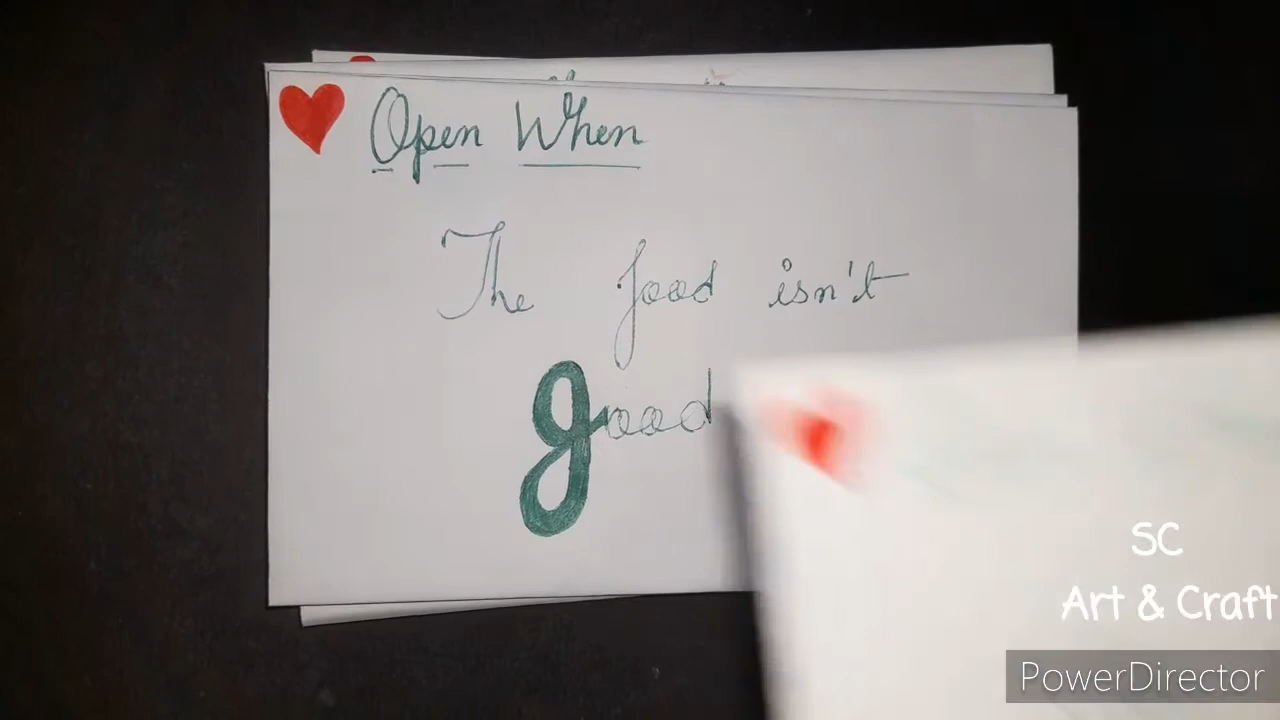 Open When
The food isn't
good
SC
Art & Craft
PowerDirector